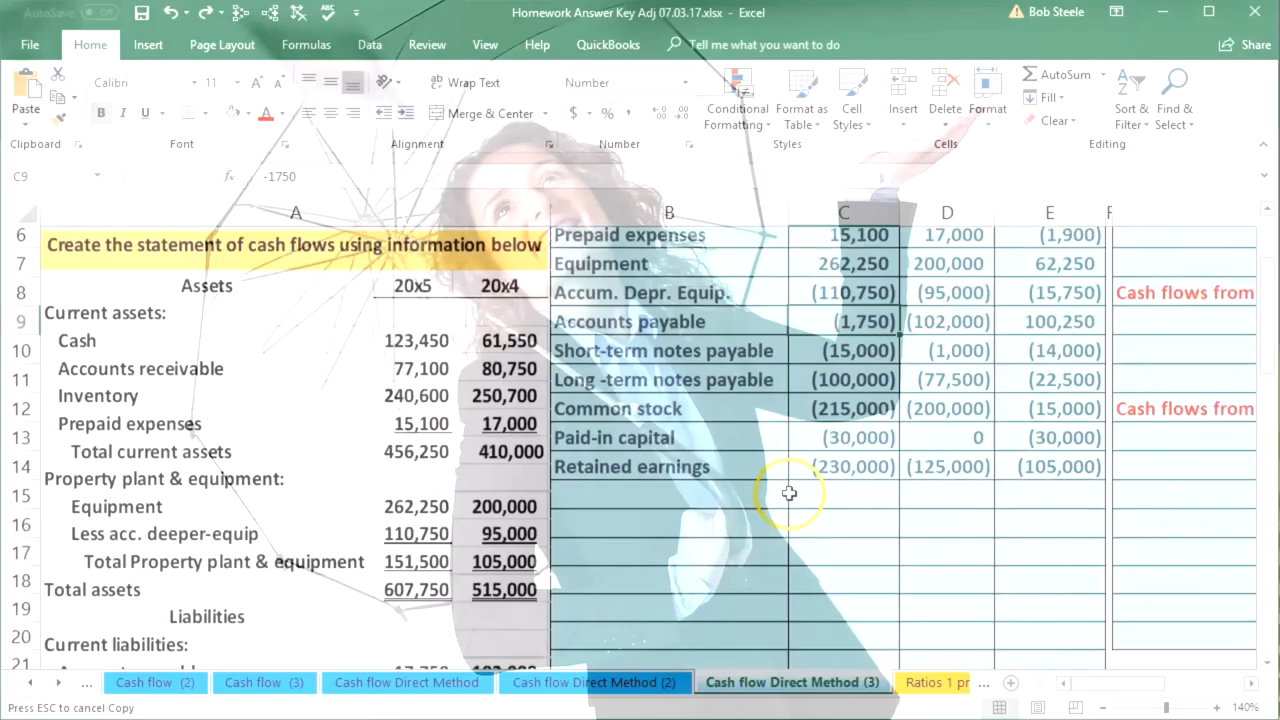 AutoSave Off Homework Answer Key Adj 07.03.17.xlsx - Excel Bob Steele
File Home Insert Page Layout Formulas Data Review View Help QuickBooks Tell me what you want to do Share
Calibri 11 Wrap Text Number AutoSum
Paste B I U A Merge & Center $ % Conditional Formatting Format as Table Cell Styles Insert Delete Format Fill Clear Sort & Filter Find & Select
Clipboard Font Alignment Number Styles Cells Editing
C9 fx -1750
A B C D E F
6 Create the statement of cash flows using information below Prepaid expenses 15,100 17,000 (1,900)
7 Equipment 262,250 200,000 62,250
8 Assets 20x5 20x4 Accum. Depr. Equip. (110,750) (95,000) (15,750) Cash flows from
9 Current assets: Accounts payable (1,750) (102,000) 100,250
10 Cash 123,450 61,550 Short-term notes payable (15,000) (1,000) (14,000)
11 Accounts receivable 77,100 80,750 Long -term notes payable (100,000) (77,500) (22,500)
12 Inventory 240,600 250,700 Common stock (215,000) (200,000) (15,000) Cash flows from
13 Prepaid expenses 15,100 17,000 Paid-in capital (30,000) 0 (30,000)
14 Total current assets 456,250 410,000 Retained earnings (230,000) (125,000) (105,000)
15 Property plant & equipment:
16 Equipment 262,250 200,000
17 Less acc. deeper-equip 110,750 95,000
18 Total Property plant & equipment 151,500 105,000
19 Total assets 607,750 515,000
20 Liabilities
21 Current liabilities:
... Cash flow (2) Cash flow (3) Cash flow Direct Method Cash flow Direct Method (2) Cash flow Direct Method (3) Ratios 1 pr ...
Press ESC to cancel Copy 140%